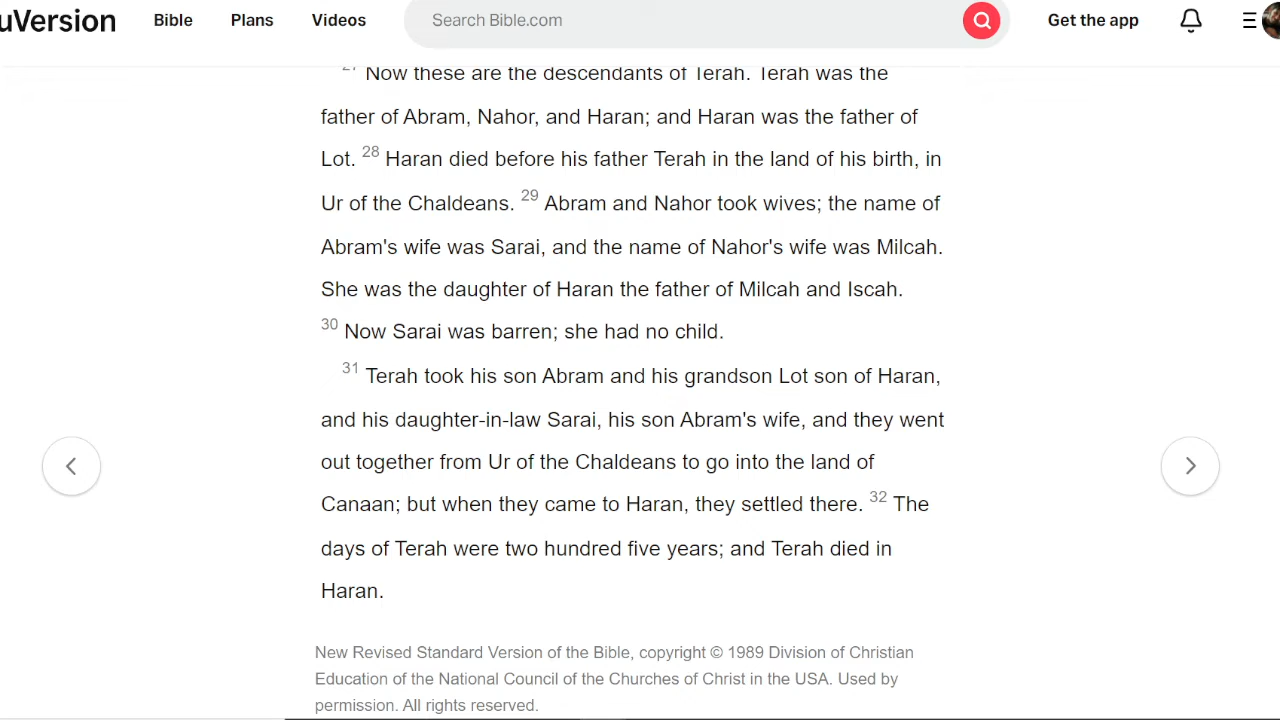 uVersion Bible Plans Videos Search Bible.com Get the app
27 Now these are the descendants of Terah. Terah was the
father of Abram, Nahor, and Haran; and Haran was the father of
Lot. 28 Haran died before his father Terah in the land of his birth, in
Ur of the Chaldeans. 29 Abram and Nahor took wives; the name of
Abram's wife was Sarai, and the name of Nahor's wife was Milcah.
She was the daughter of Haran the father of Milcah and Iscah.
30 Now Sarai was barren; she had no child.
31 Terah took his son Abram and his grandson Lot son of Haran,
and his daughter-in-law Sarai, his son Abram's wife, and they went
out together from Ur of the Chaldeans to go into the land of
Canaan; but when they came to Haran, they settled there. 32 The
days of Terah were two hundred five years; and Terah died in
Haran.
New Revised Standard Version of the Bible, copyright © 1989 Division of Christian
Education of the National Council of the Churches of Christ in the USA. Used by
permission. All rights reserved.